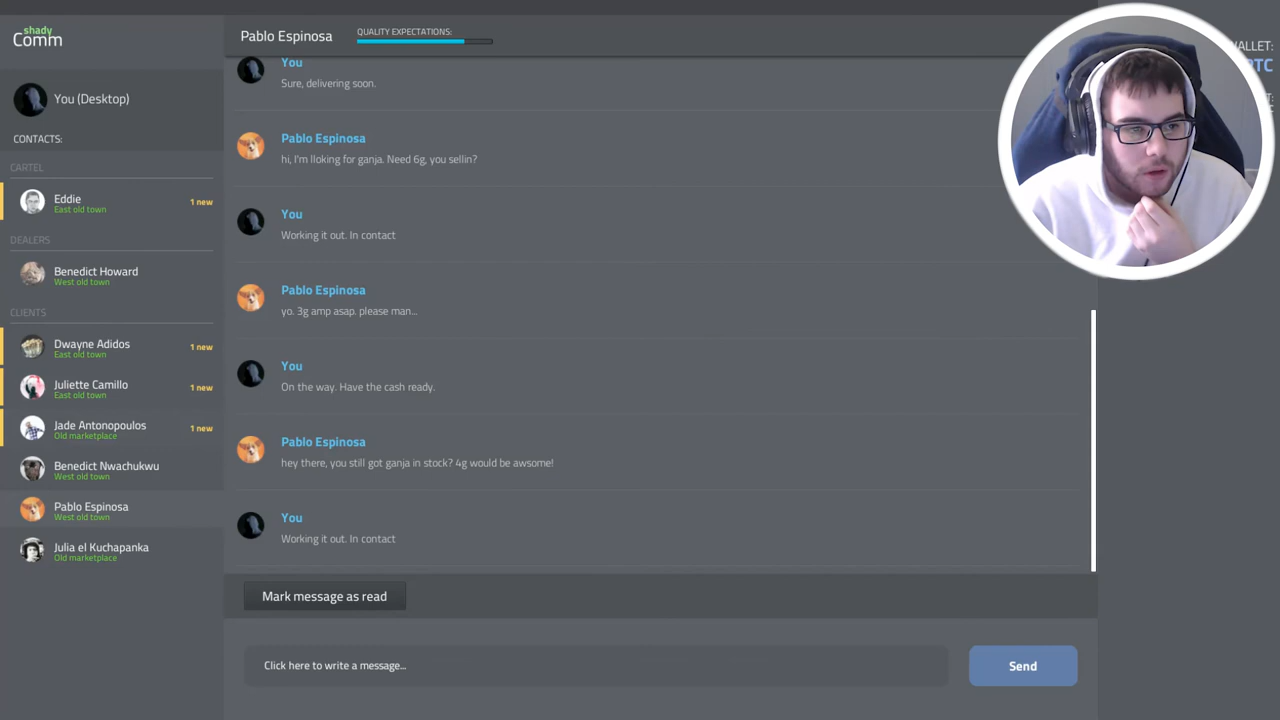 shady
Comm
You (Desktop)
CONTACTS:
CARTEL
Eddie
East old town
1 new
DEALERS
Benedict Howard
West old town
CLIENTS
Dwayne Adidos
East old town
1 new
Juliette Camillo
East old town
1 new
Jade Antonopoulos
Old marketplace
1 new
Benedict Nwachukwu
West old town
Pablo Espinosa
West old town
Julia el Kuchapanka
Old marketplace
Pablo Espinosa
QUALITY EXPECTATIONS:
You
Sure, delivering soon.
Pablo Espinosa
hi, I'm lloking for ganja. Need 6g, you sellin?
You
Working it out. In contact
Pablo Espinosa
yo. 3g amp asap. please man...
You
On the way. Have the cash ready.
Pablo Espinosa
hey there, you still got ganja in stock? 4g would be awsome!
You
Working it out. In contact
Mark message as read
Click here to write a message...
Send